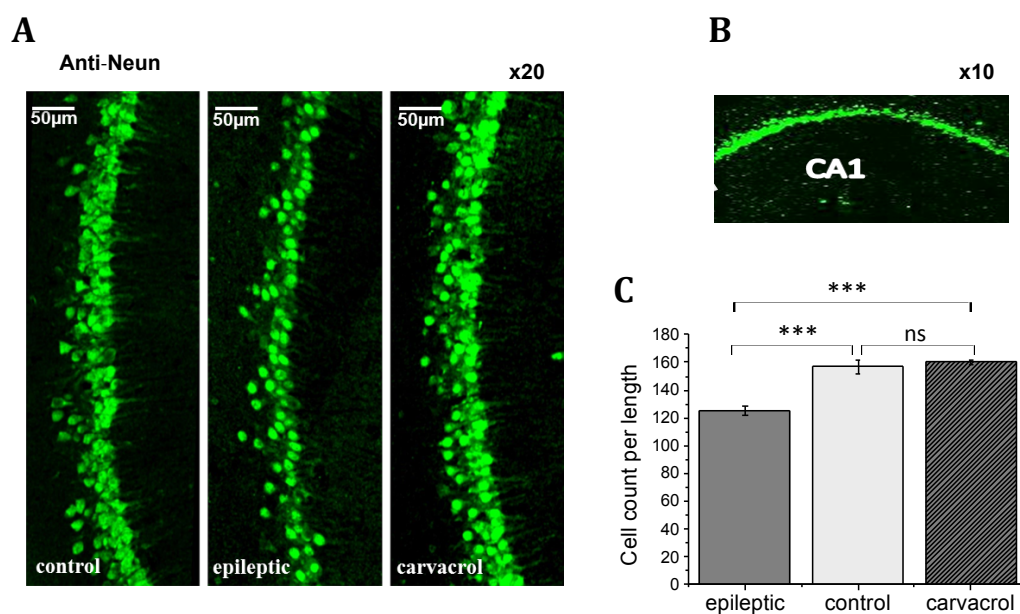 A
Anti-Neun
x20
50µm
50µm
50µm
control
epileptic
carvacrol
B
x10
CA1
C
***
***
ns
Cell count per length
180
160
140
120
100
80
60
40
20
0
epileptic
control
carvacrol